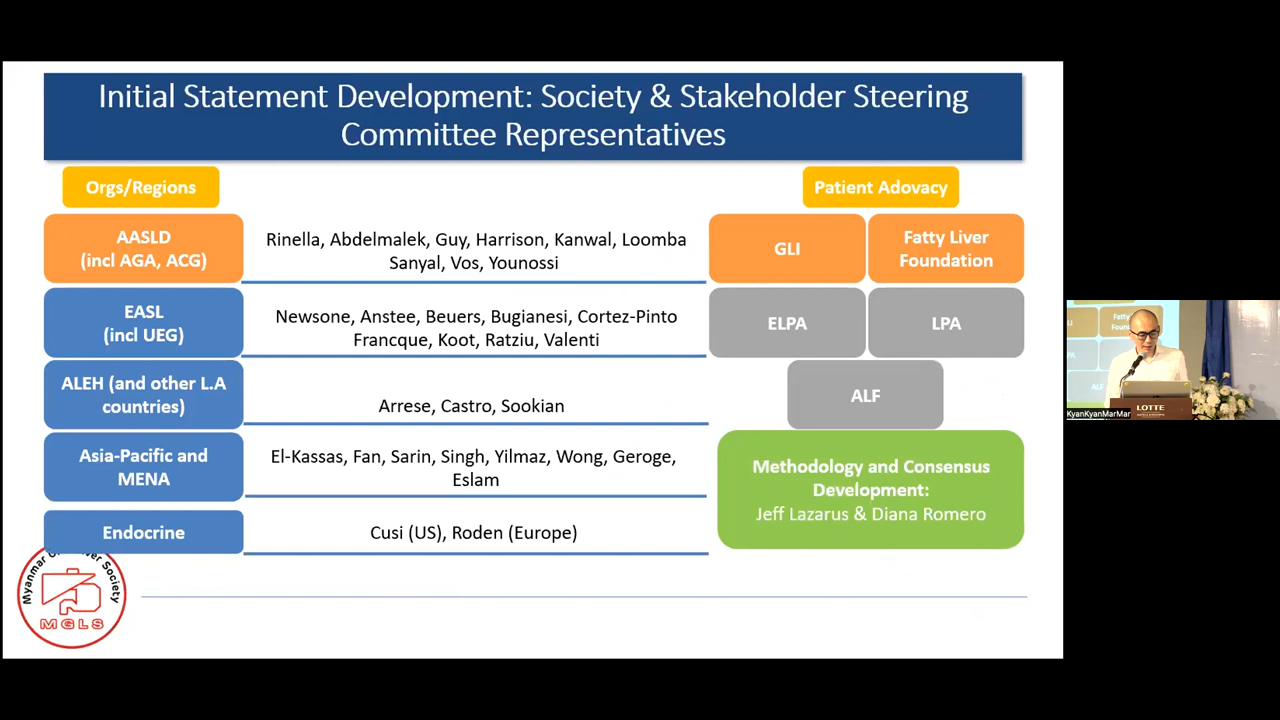 Initial Statement Development: Society & Stakeholder Steering
Committee Representatives
Orgs/Regions
Patient Adovacy
AASLD
(incl AGA, ACG)
Rinella, Abdelmalek, Guy, Harrison, Kanwal, Loomba
Sanyal, Vos, Younossi
GLI
Fatty Liver
Foundation
EASL
(incl UEG)
Newsone, Anstee, Beuers, Bugianesi, Cortez-Pinto
Francque, Koot, Ratziu, Valenti
ELPA
LPA
ALEH (and other L.A
countries)
Arrese, Castro, Sookian
ALF
Asia-Pacific and
MENA
El-Kassas, Fan, Sarin, Singh, Yilmaz, Wong, Geroge,
Eslam
Methodology and Consensus
Development:
Jeff Lazarus & Diana Romero
Endocrine
Cusi (US), Roden (Europe)
Myanmar
Society
MGLS
KyanKyanMarMar
LOTTE